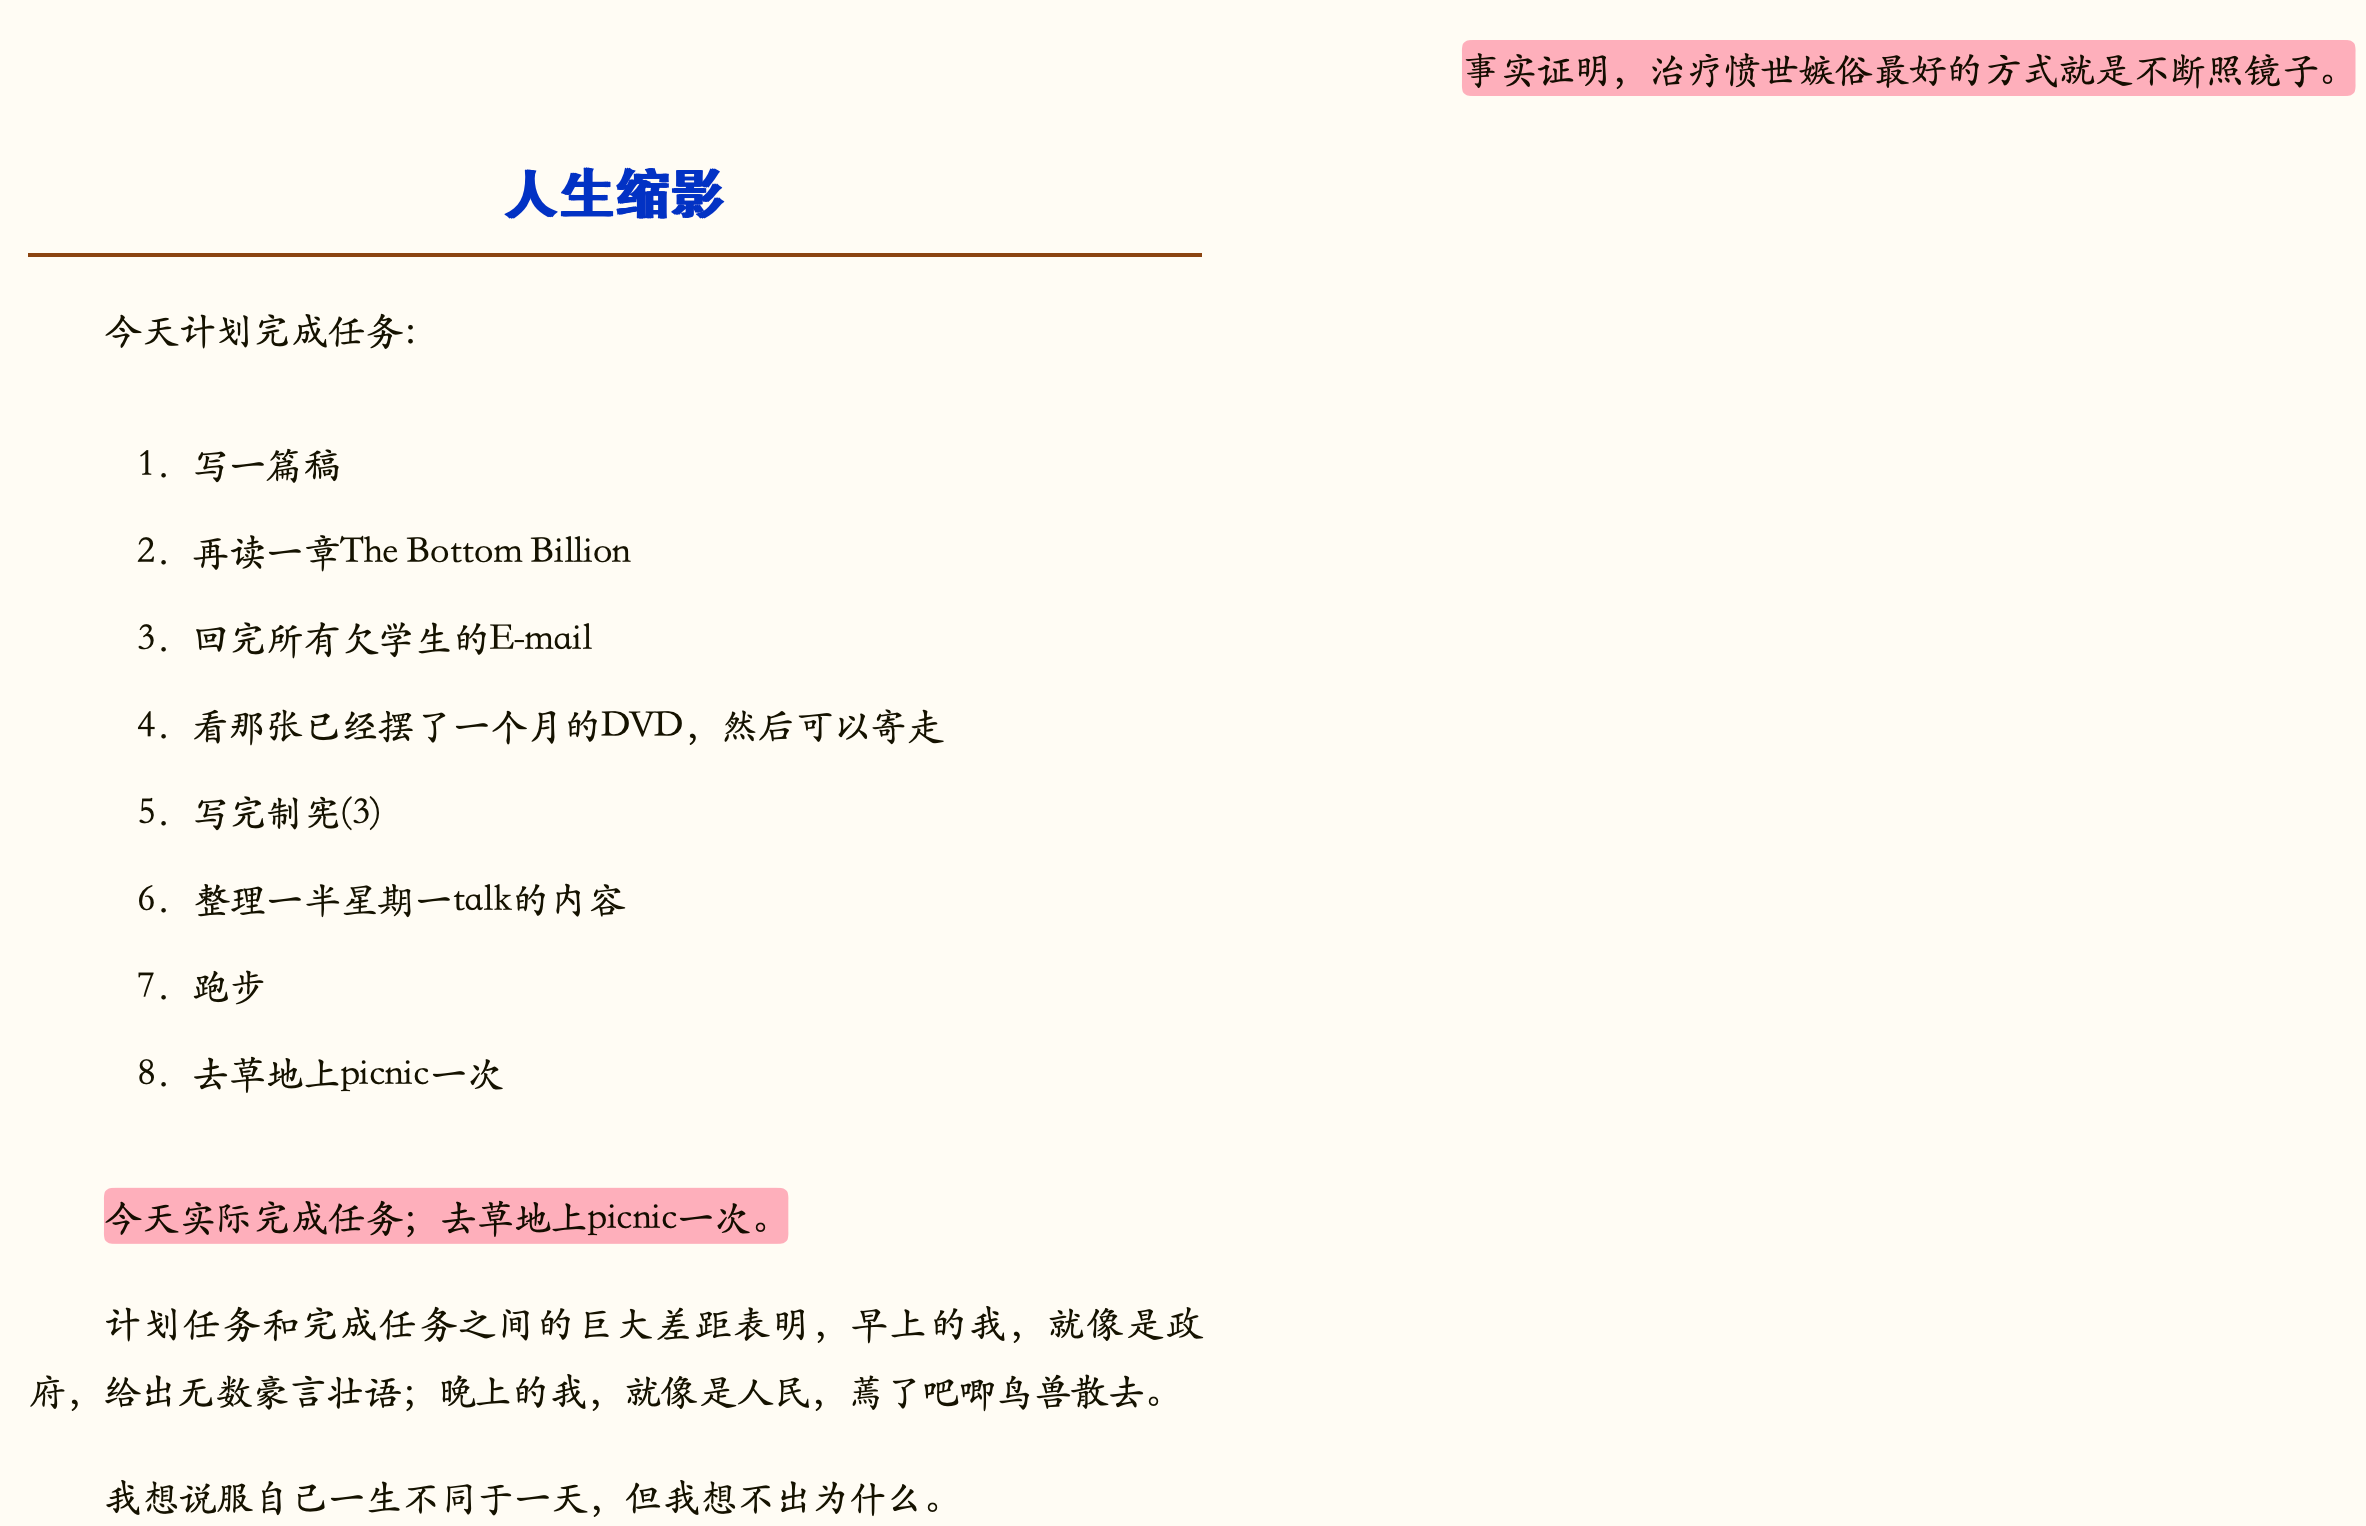 人生缩影
今天计划完成任务：
1. 写一篇稿
2. 再读一章The Bottom Billion
3. 回完所有欠学生的E-mail
4. 看那张已经摆了一个月的DVD，然后可以寄走
5. 写完制宪(3)
6. 整理一半星期一talk的内容
7. 跑步
8. 去草地上picnic一次
今天实际完成任务；去草地上picnic一次。
计划任务和完成任务之间的巨大差距表明，早上的我，就像是政
府，给出无数豪言壮语；晚上的我，就像是人民，蔫了吧唧鸟兽散去。
我想说服自己一生不同于一天，但我想不出为什么。
事实证明，治疗愤世嫉俗最好的方式就是不断照镜子。